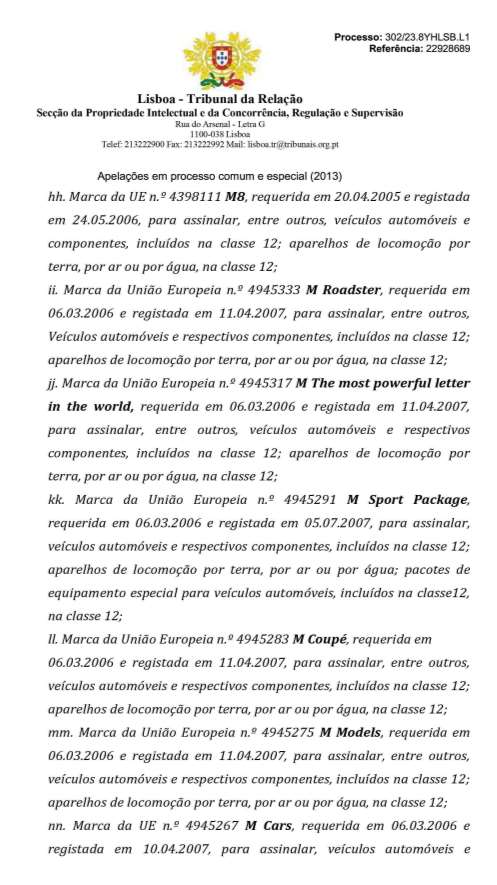 Processo: 302/23.8YHLSB.L1
Referência: 22928689
Lisboa - Tribunal da Relação
Secção da Propriedade Intelectual e da Concorrência, Regulação e Supervisão
Rua do Arsenal - Letra G
1100-038 Lisboa
Telef: 213222900 Fax: 213222992 Mail: lisboa.tr@tribunais.org.pt
Apelações em processo comum e especial (2013)
hh. Marca da UE n.º 4398111 M8, requerida em 20.04.2005 e registada
em 24.05.2006, para assinalar, entre outros, veículos automóveis e
componentes, incluídos na classe 12; aparelhos de locomoção por
terra, por ar ou por água, na classe 12;
ii. Marca da União Europeia n.º 4945333 M Roadster, requerida em
06.03.2006 e registada em 11.04.2007, para assinalar, entre outros,
Veículos automóveis e respectivos componentes, incluídos na classe 12;
aparelhos de locomoção por terra, por ar ou por água, na classe 12;
jj. Marca da União Europeia n.º 4945317 M The most powerful letter
in the world, requerida em 06.03.2006 e registada em 11.04.2007,
para assinalar, entre outros, veículos automóveis e respectivos
componentes, incluídos na classe 12; aparelhos de locomoção por
terra, por ar ou por água, na classe 12;
kk. Marca da União Europeia n.º 4945291 M Sport Package,
requerida em 06.03.2006 e registada em 05.07.2007, para assinalar,
veículos automóveis e respectivos componentes, incluídos na classe 12;
aparelhos de locomoção por terra, por ar ou por água; pacotes de
equipamento especial para veículos automóveis, incluídos na classe12,
na classe 12;
ll. Marca da União Europeia n.º 4945283 M Coupé, requerida em
06.03.2006 e registada em 11.04.2007, para assinalar, entre outros,
veículos automóveis e respectivos componentes, incluídos na classe 12;
aparelhos de locomoção por terra, por ar ou por água, na classe 12;
mm. Marca da União Europeia n.º 4945275 M Models, requerida em
06.03.2006 e registada em 11.04.2007, para assinalar, entre outros,
veículos automóveis e respectivos componentes, incluídos na classe 12;
aparelhos de locomoção por terra, por ar ou por água, na classe 12;
nn. Marca da UE n.º 4945267 M Cars, requerida em 06.03.2006 e
registada em 10.04.2007, para assinalar, veículos automóveis e